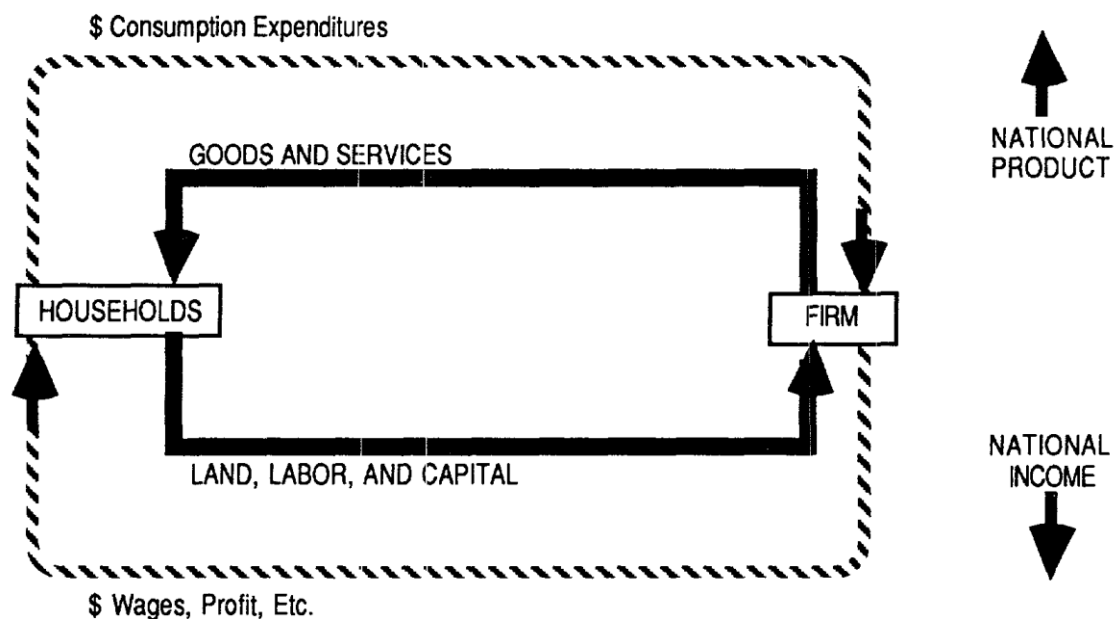 $ Consumption Expenditures
GOODS AND SERVICES
NATIONAL
PRODUCT
HOUSEHOLDS
FIRM
LAND, LABOR, AND CAPITAL
NATIONAL
INCOME
$ Wages, Profit, Etc.